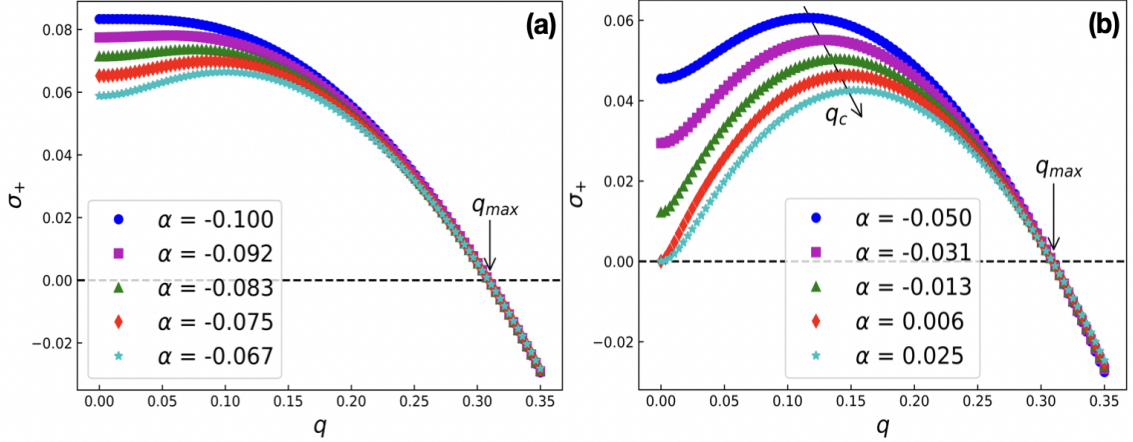 (a)
0.08
0.06
0.04
0.02
0.00
−0.02
σ+
qmax
α = -0.100
α = -0.092
α = -0.083
α = -0.075
α = -0.067
0.00 0.05 0.10 0.15 0.20 0.25 0.30 0.35
q
(b)
0.06
0.04
0.02
0.00
−0.02
σ+
qc
qmax
α = -0.050
α = -0.031
α = -0.013
α = 0.006
α = 0.025
0.00 0.05 0.10 0.15 0.20 0.25 0.30 0.35
q